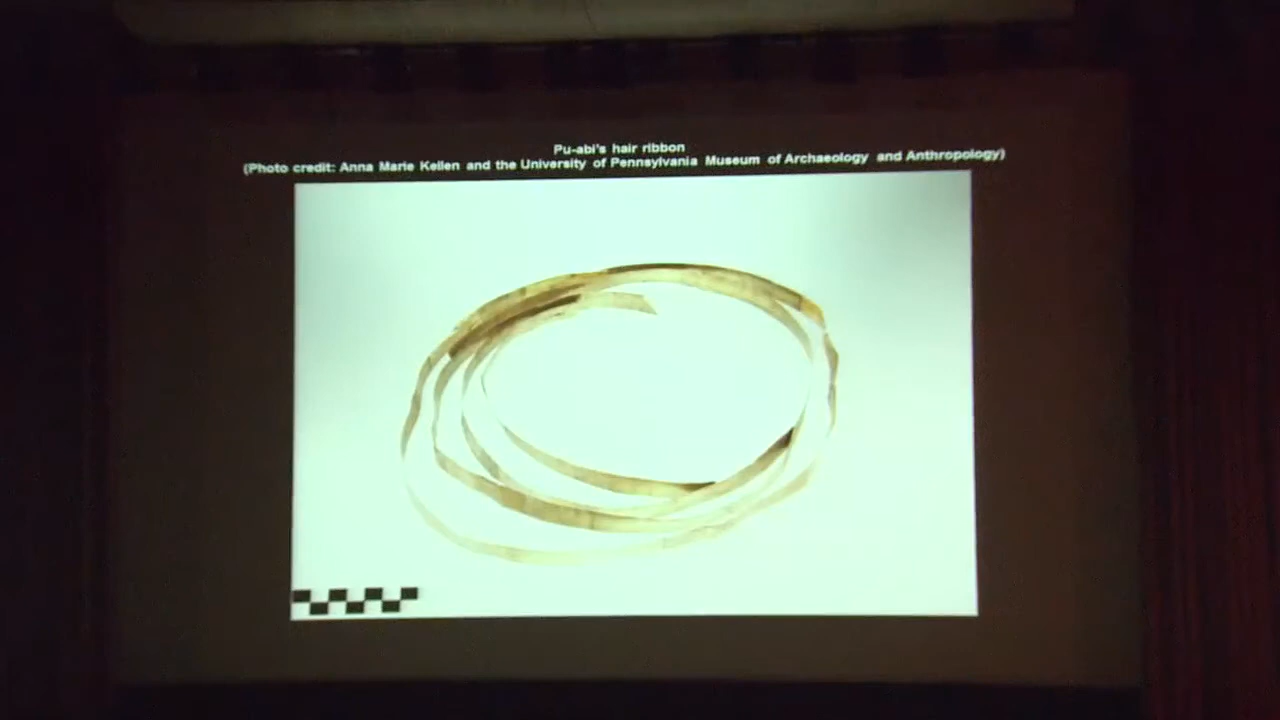 Pu-abi's hair ribbon
(Photo credit: Anna Marie Kellen and the University of Pennsylvania Museum of Archaeology and Anthropology)